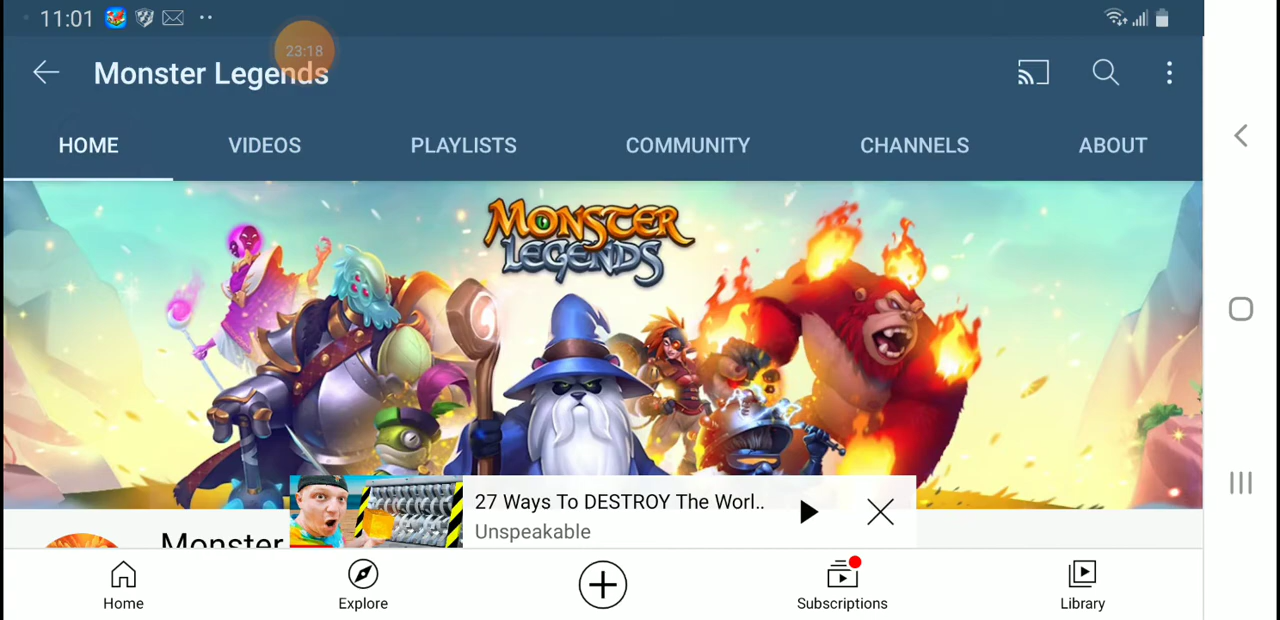 11:01
23:18
Monster Legends
HOME
VIDEOS
PLAYLISTS
COMMUNITY
CHANNELS
ABOUT
MONSTER
LEGENDS
27 Ways To DESTROY The Worl..
Unspeakable
Monster
Home
Explore
Subscriptions
Library